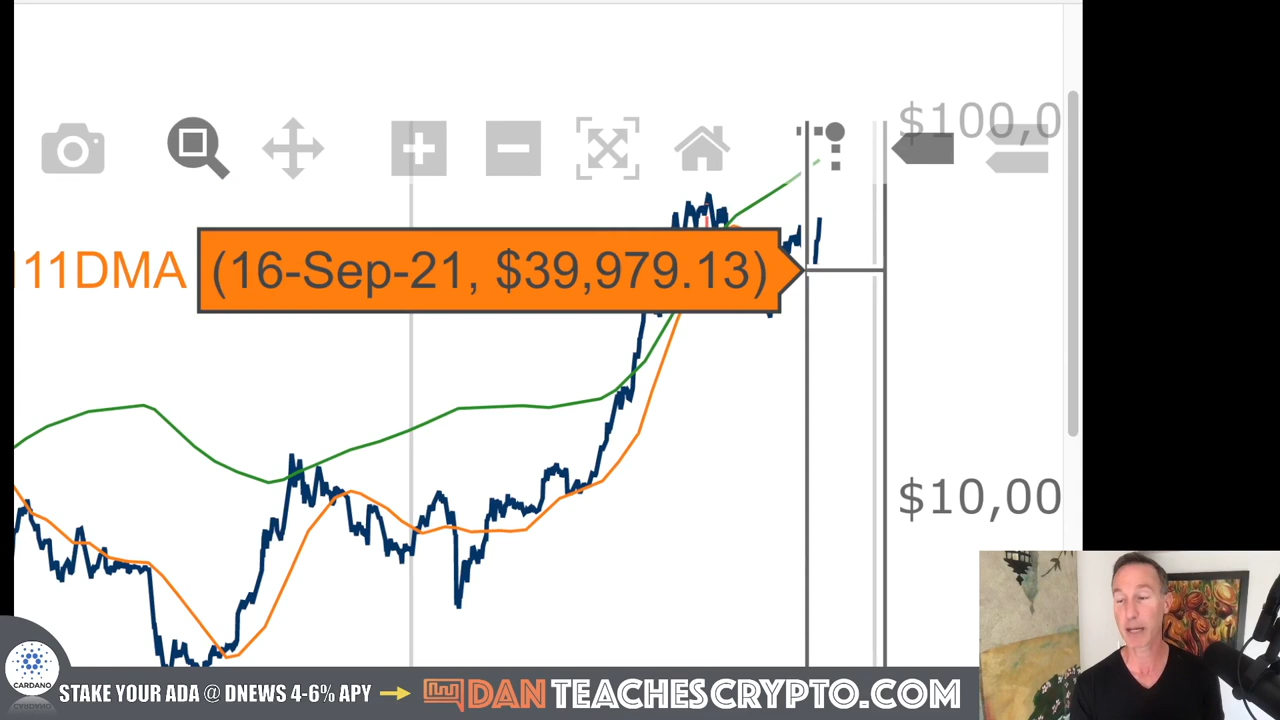 $100,0
111DMA (16-Sep-21, $39,979.13)
$10,00
CARDANO
STAKE YOUR ADA @ DNEWS 4-6% APY
DANTEACHESCRYPTO.COM